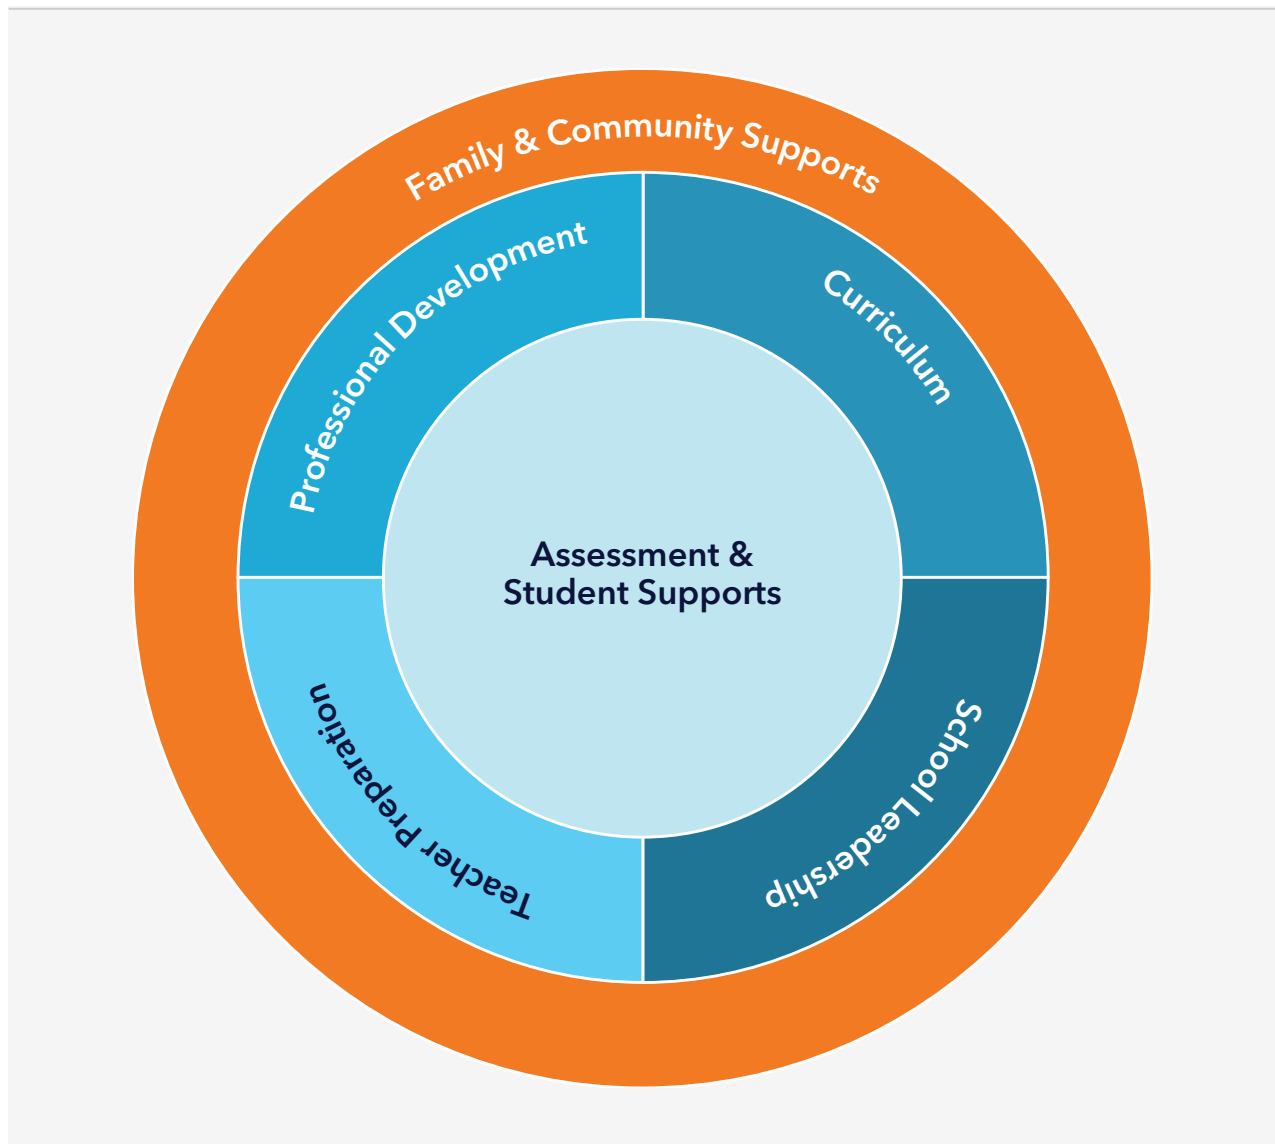 Family & Community Supports
Professional Development
Curriculum
Assessment &
Student Supports
Teacher Preparation
School Leadership